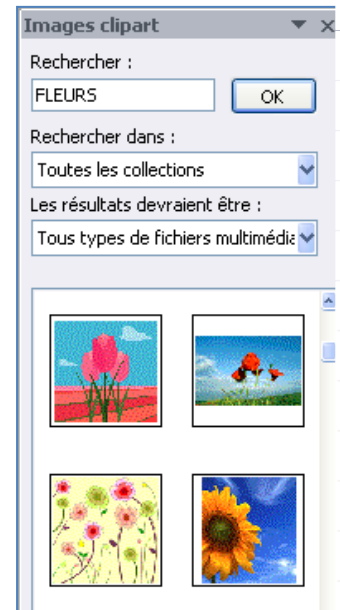 Images clipart
Rechercher :
FLEURS
OK
Rechercher dans :
Toutes les collections
Les résultats devraient être :
Tous types de fichiers multimédia